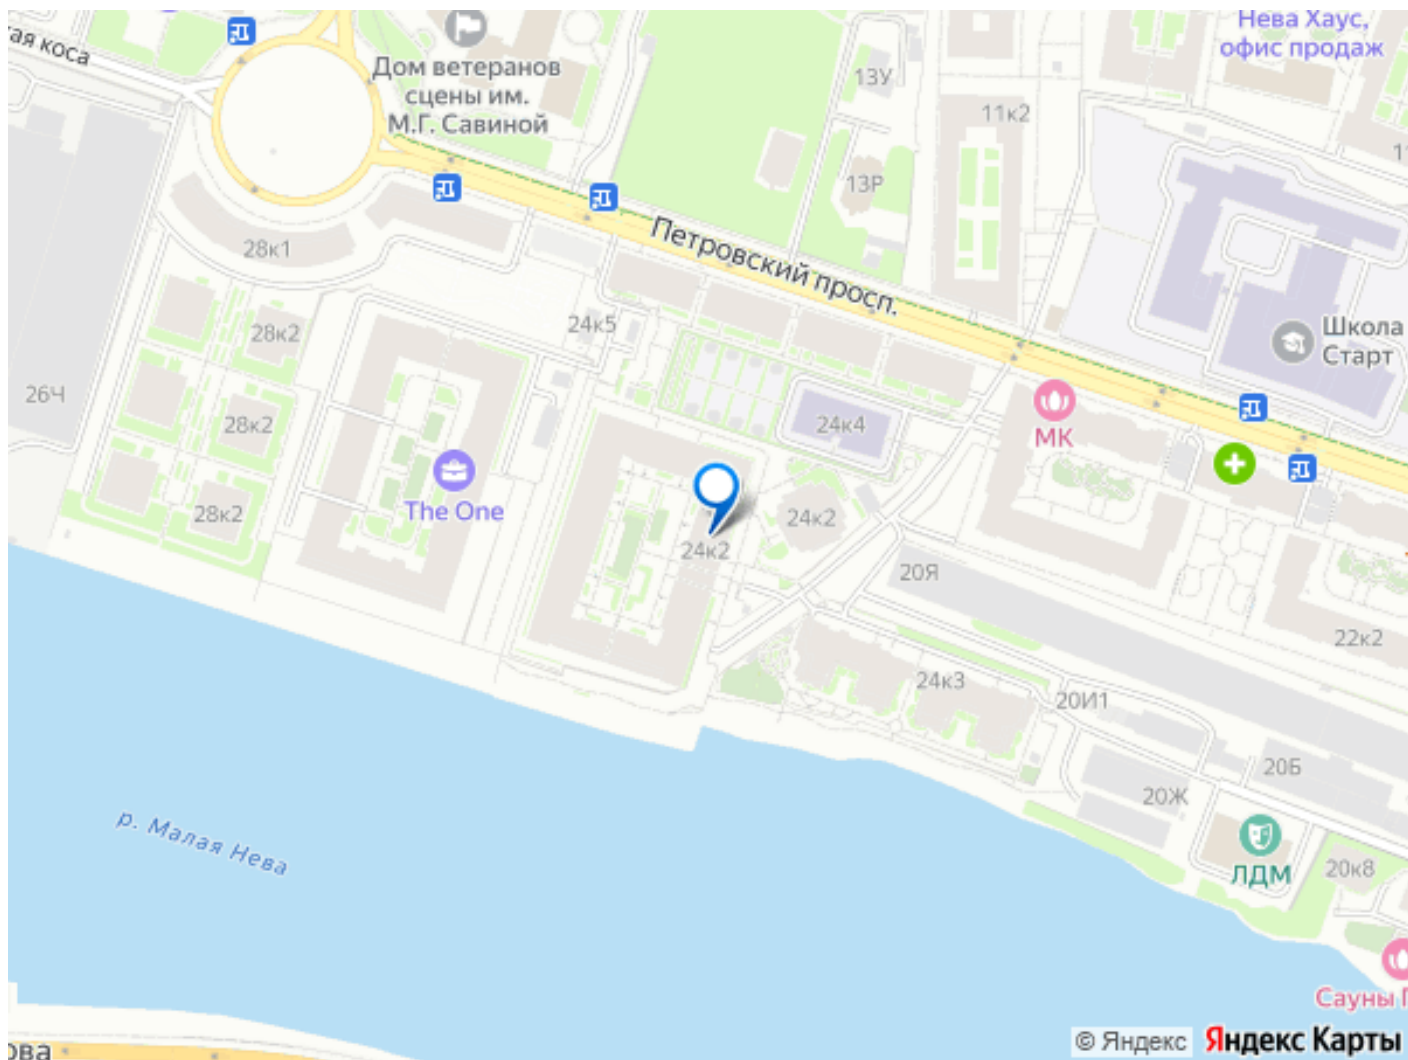 Нева Хаус,
офис продаж
ая коса
Дом ветеранов
сцены им.
М.Г. Савиной
13У
11к2
11
13Р
28к1
Петровский просп.
24к5
28к2
Школа
Старт
26Ч
28к2
24к4
МК
28к2
The One
24к2
24к2
20Я
22к2
24к3
20И1
20Б
20Ж
р. Малая Нева
ЛДМ
20к8
Сауны
ова
© Яндекс
Яндекс Карты